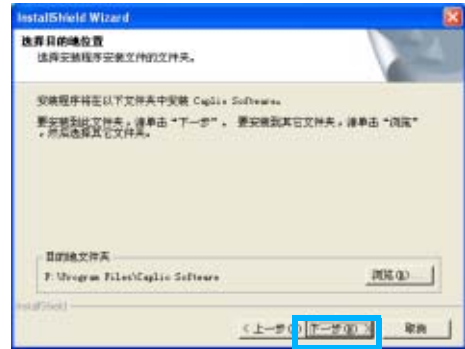 InstallShield Wizard
选择目的地位置
选择安装程序安装文件的文件夹。
安装程序将在以下文件夹中安装 Caplio Software。
要安装到此文件夹，请单击“下一步”。 要安装到其它文件夹，请单击“浏览”
，然后选择其它文件夹。
目的地文件夹
F:\Program Files\Caplio Software
浏览(R)
InstallShield
<上一步(B) 下一步(N) > 取消